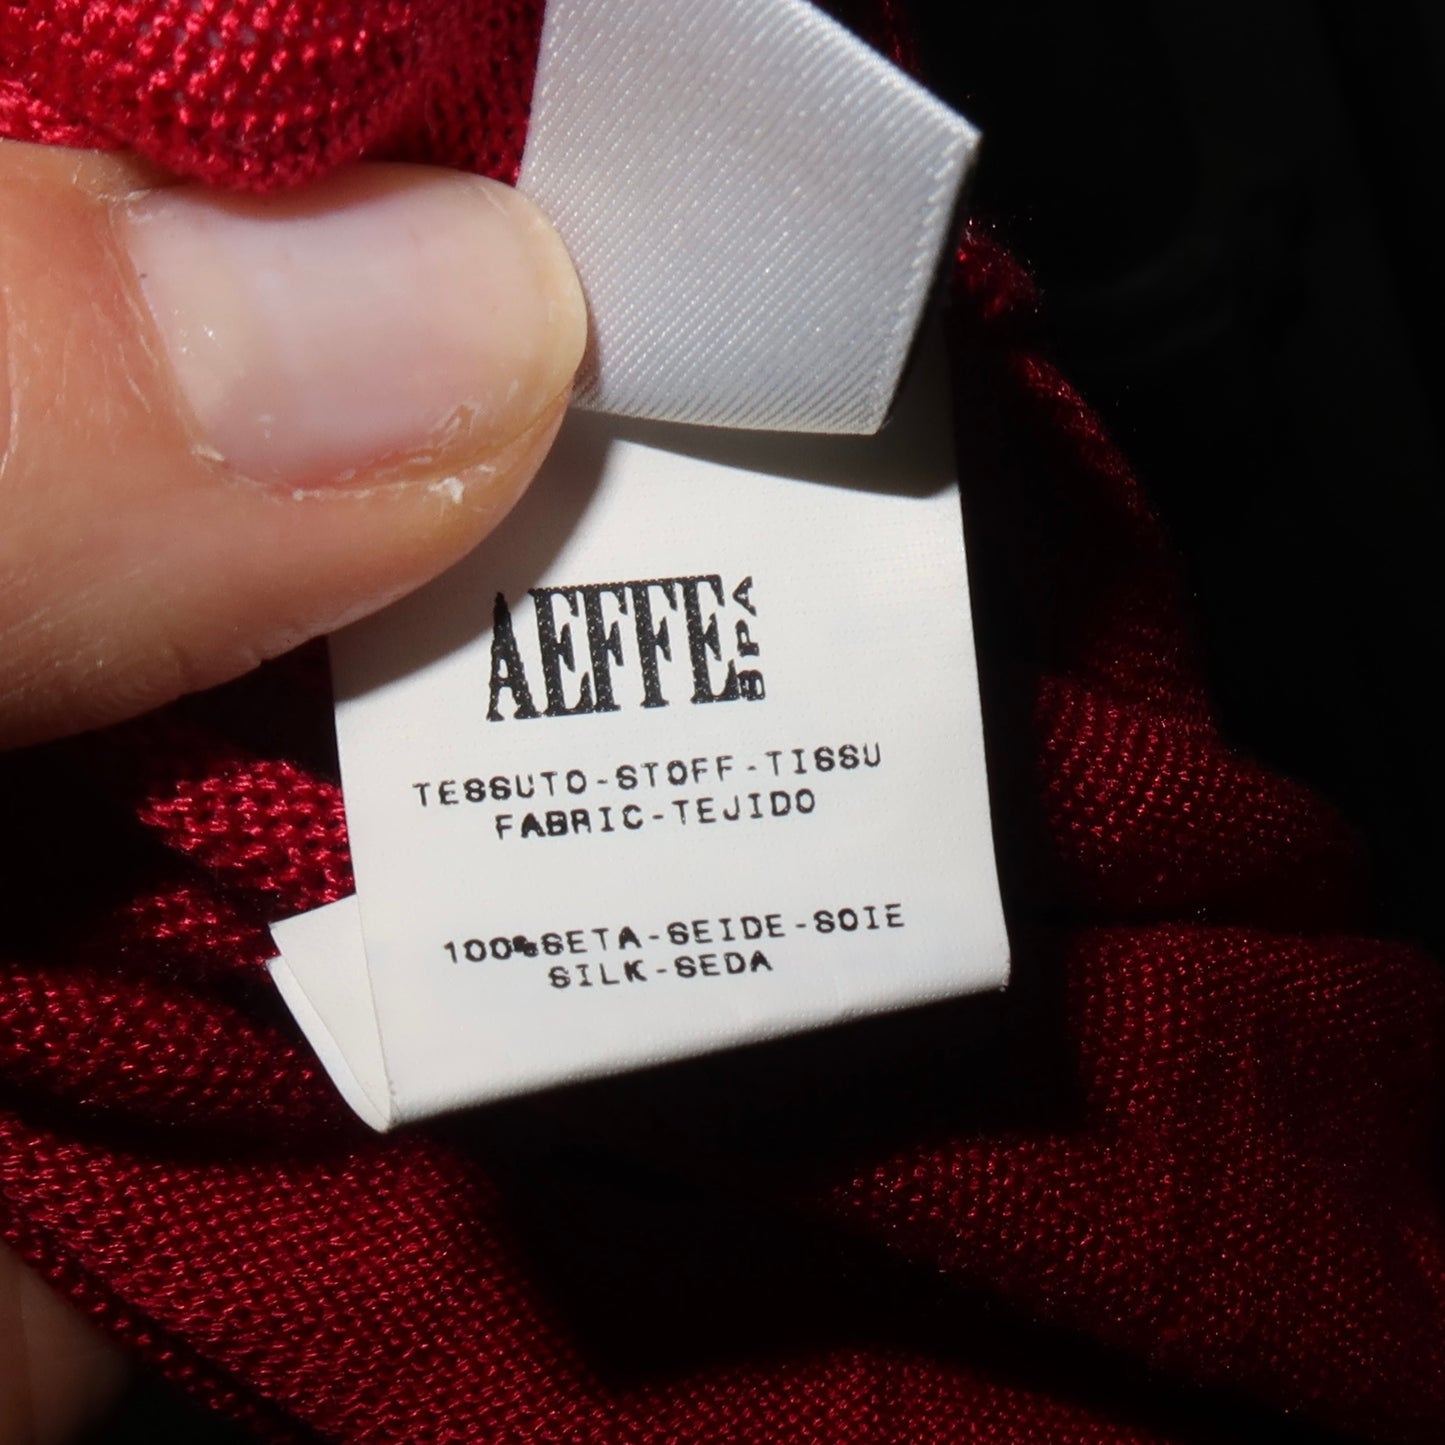 AEFFE SPA
TESSUTO-STOFF-TISSU
FABRIC-TEJIDO
100%SETA-SEIDE-SOIE
SILK-SEDA